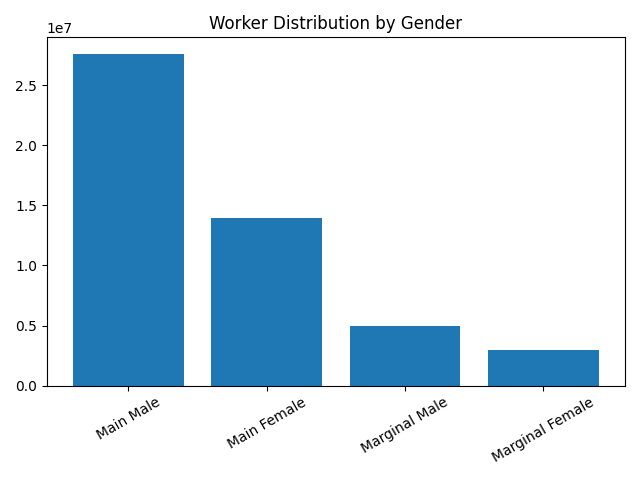 Worker Distribution by Gender
1e7
2.5
2.0
1.5
1.0
0.5
0.0
Main Male
Main Female
Marginal Male
Marginal Female